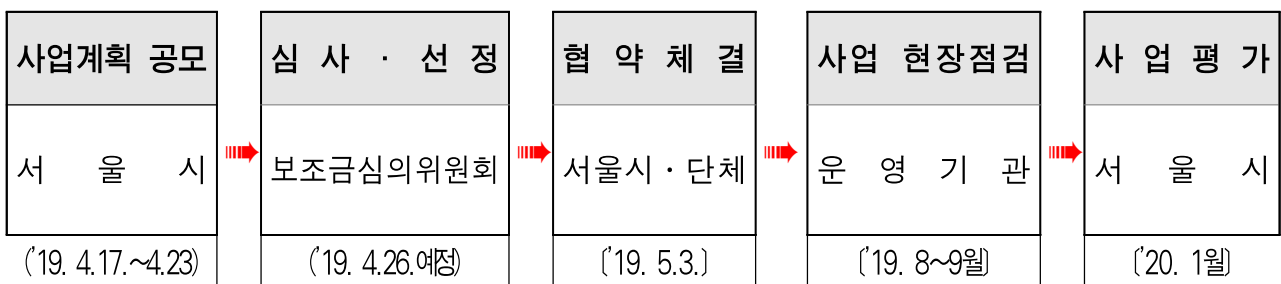 사업계획 공모
심 사 · 선 정
협 약 체 결
사업 현장점검
사 업 평 가
서 울 시
보조금심의위원회
서울시 · 단체
운 영 기 관
서 울 시
('19. 4.17.~4.23)
('19. 4.26.예정)
〔'19. 5.3.〕
〔'19. 8~9월〕
〔'20. 1월〕